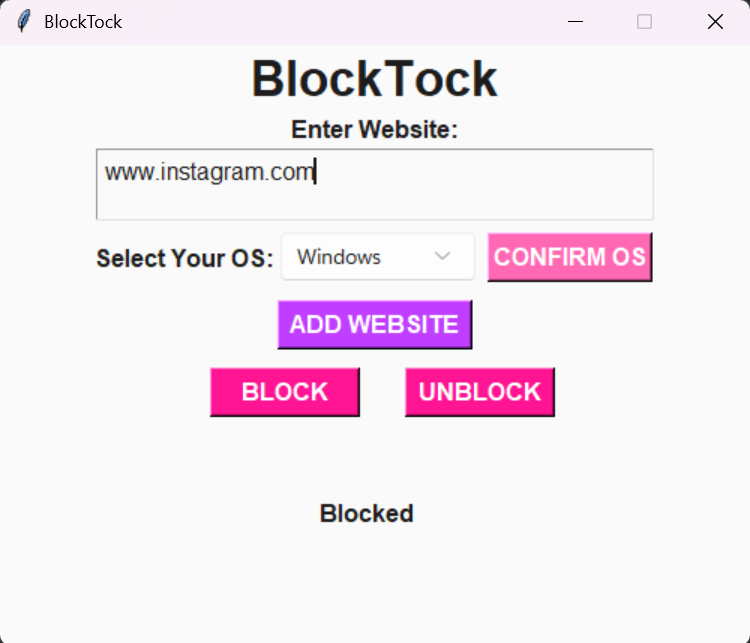 BlockTock
BlockTock
Enter Website:
www.instagram.com
Select Your OS: Windows CONFIRM OS
ADD WEBSITE
BLOCK UNBLOCK
Blocked